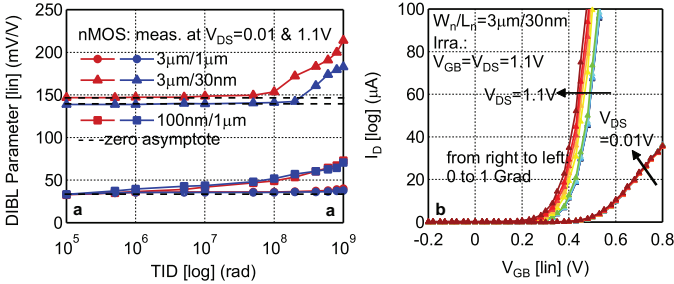 nMOS: meas. at V_DS=0.01 & 1.1V
3μm/1μm
3μm/30nm
100nm/1μm
zero asymptote
DIBL Parameter [lin] (mV/V)
250
200
150
100
50
0
a
a
10^5 10^6 10^7 10^8 10^9
TID [log] (rad)
W_n/L_n=3μm/30nm
Irra.:
V_GB=V_DS=1.1V
V_DS=1.1V
V_DS
=0.01V
from right to left
0 to 1 Grad
b
I_D [log] (μA)
100
80
60
40
20
0
-0.2 0 0.2 0.4 0.6 0.8
V_GB [lin] (V)